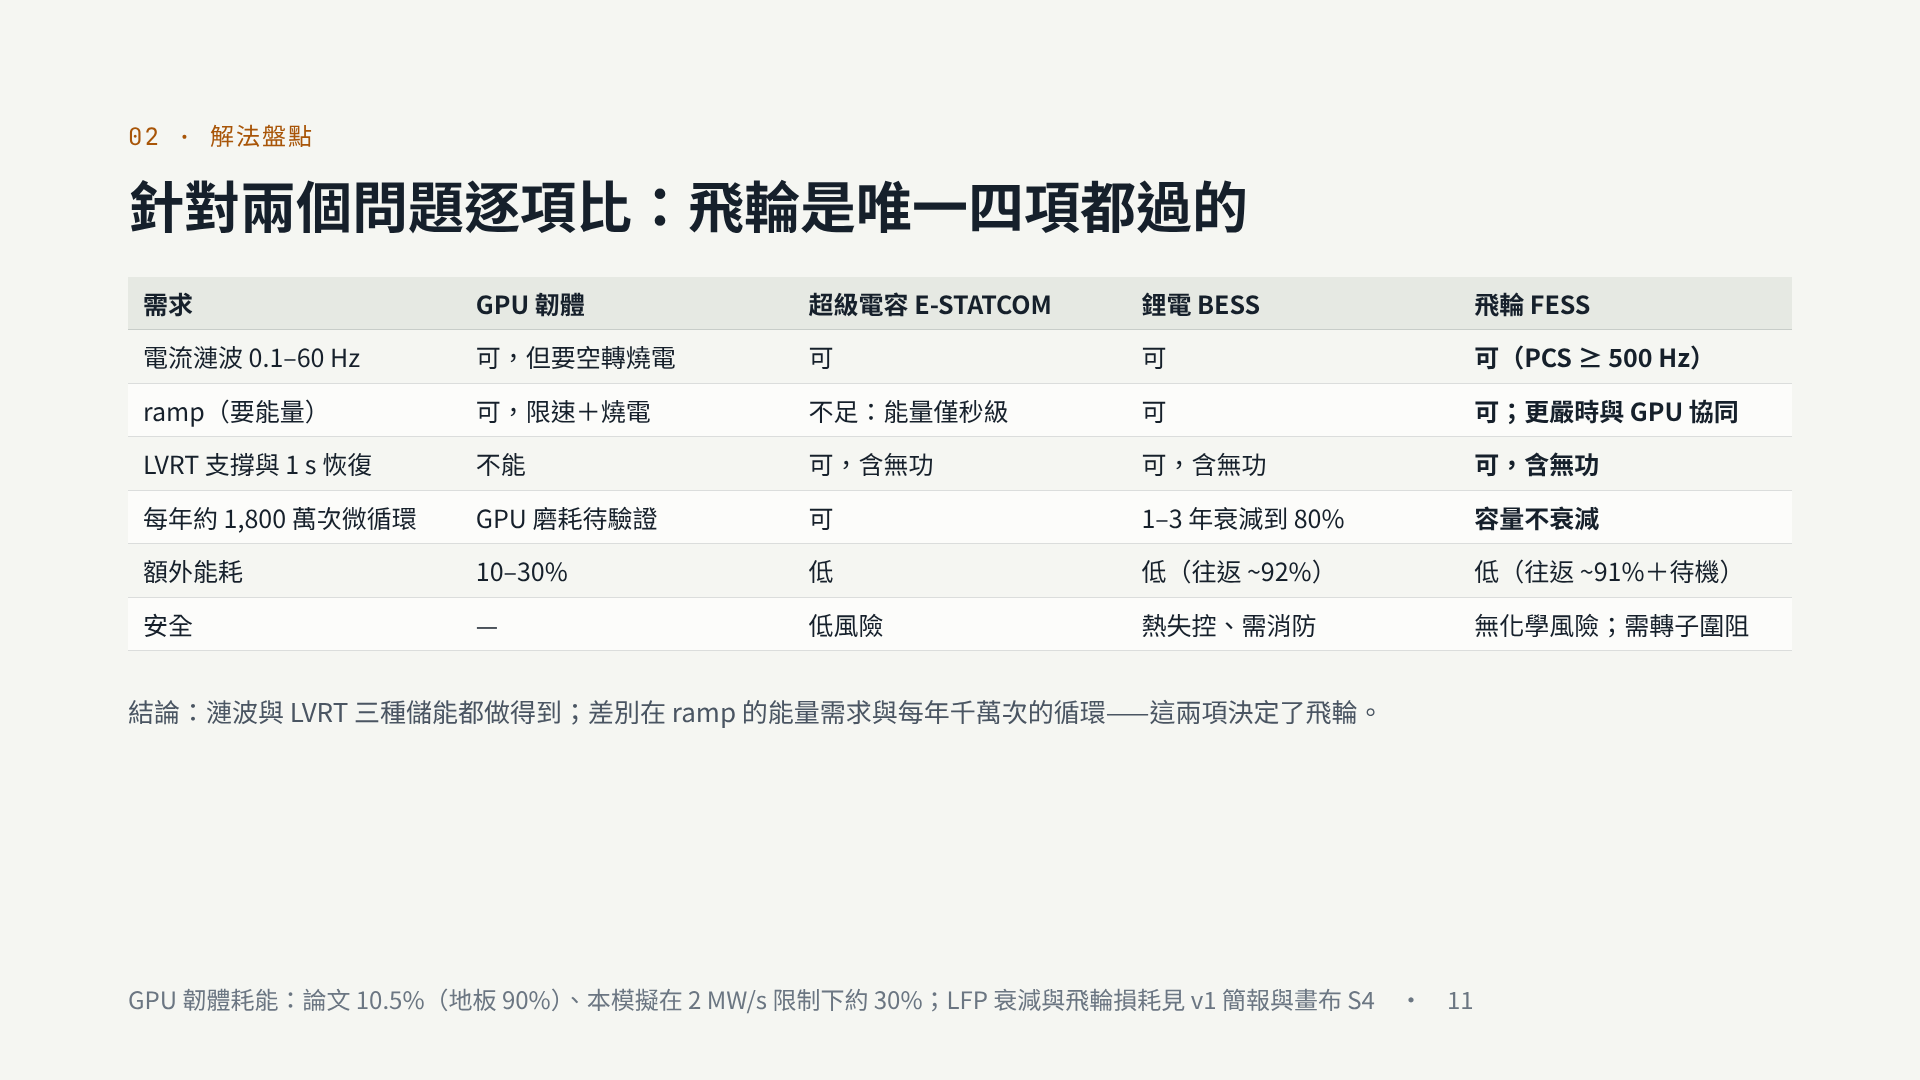 02 · 解法盤點
針對兩個問題逐項比：飛輪是唯一四項都過的
需求 GPU 韌體 超級電容 E-STATCOM 鋰電 BESS 飛輪 FESS
電流漣波 0.1–60 Hz 可，但要空轉燒電 可 可 可（PCS ≥ 500 Hz）
ramp（要能量） 可，限速＋燒電 不足：能量僅秒級 可 可；更嚴時與 GPU 協同
LVRT 支撐與 1 s 恢復 不能 可，含無功 可，含無功 可，含無功
每年約 1,800 萬次微循環 GPU 磨耗待驗證 可 1–3 年衰減到 80% 容量不衰減
額外能耗 10–30% 低 低（往返 ~92%） 低（往返 ~91%＋待機）
安全 — 低風險 熱失控、需消防 無化學風險；需轉子圍阻
結論：漣波與 LVRT 三種儲能都做得到；差別在 ramp 的能量需求與每年千萬次的循環——這兩項決定了飛輪。
GPU 韌體耗能：論文 10.5%（地板 90%）、本模擬在 2 MW/s 限制下約 30%；LFP 衰減與飛輪損耗見 v1 簡報與畫布 S4 · 11